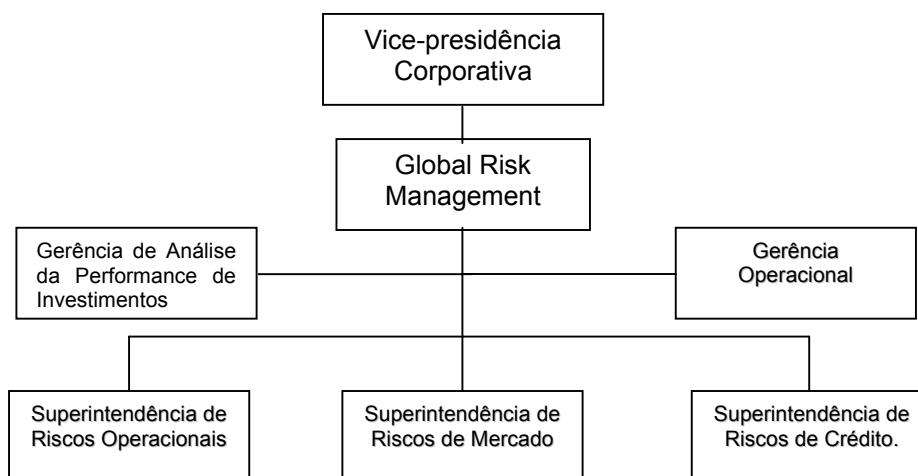 Vice-presidência
Corporativa
Global Risk
Management
Gerência de Análise
da Performance de
Investimentos
Gerência
Operacional
Superintendência de
Riscos Operacionais
Superintendência de
Riscos de Mercado
Superintendência de
Riscos de Crédito.